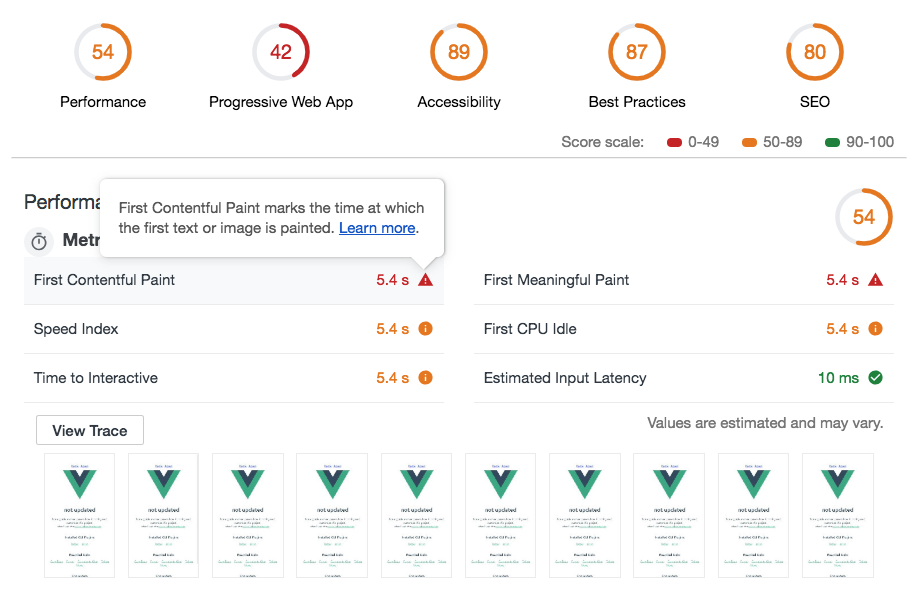 54
42
89
87
80
Performance
Progressive Web App
Accessibility
Best Practices
SEO
Score scale:
0-49
50-89
90-100
Performa
First Contentful Paint marks the time at which
the first text or image is painted. Learn more.
54
Metr
First Contentful Paint
5.4 s
First Meaningful Paint
5.4 s
Speed Index
5.4 s
First CPU Idle
5.4 s
Time to Interactive
5.4 s
Estimated Input Latency
10 ms
View Trace
Values are estimated and may vary.
not updated
not updated
not updated
not updated
not updated
not updated
not updated
not updated
not updated
not updated